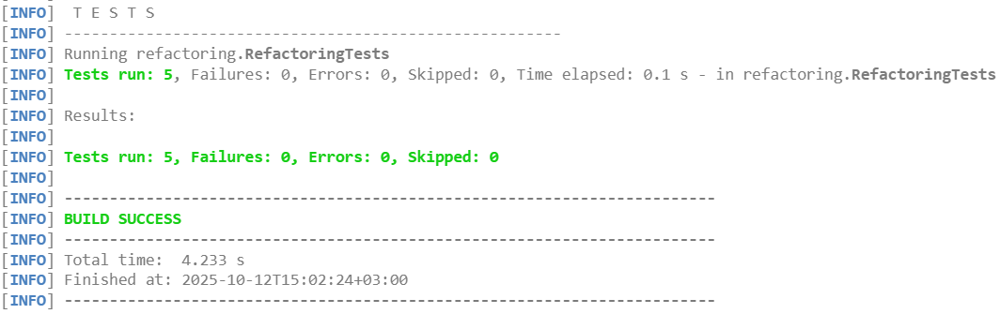 [INFO]  T E S T S
[INFO] -------------------------------------------------------
[INFO] Running refactoring.RefactoringTests
[INFO] Tests run: 5, Failures: 0, Errors: 0, Skipped: 0, Time elapsed: 0.1 s - in refactoring.RefactoringTests
[INFO]
[INFO] Results:
[INFO]
[INFO] Tests run: 5, Failures: 0, Errors: 0, Skipped: 0
[INFO]
[INFO] ------------------------------------------------------------------------
[INFO] BUILD SUCCESS
[INFO] ------------------------------------------------------------------------
[INFO] Total time:  4.233 s
[INFO] Finished at: 2025-10-12T15:02:24+03:00
[INFO] ------------------------------------------------------------------------